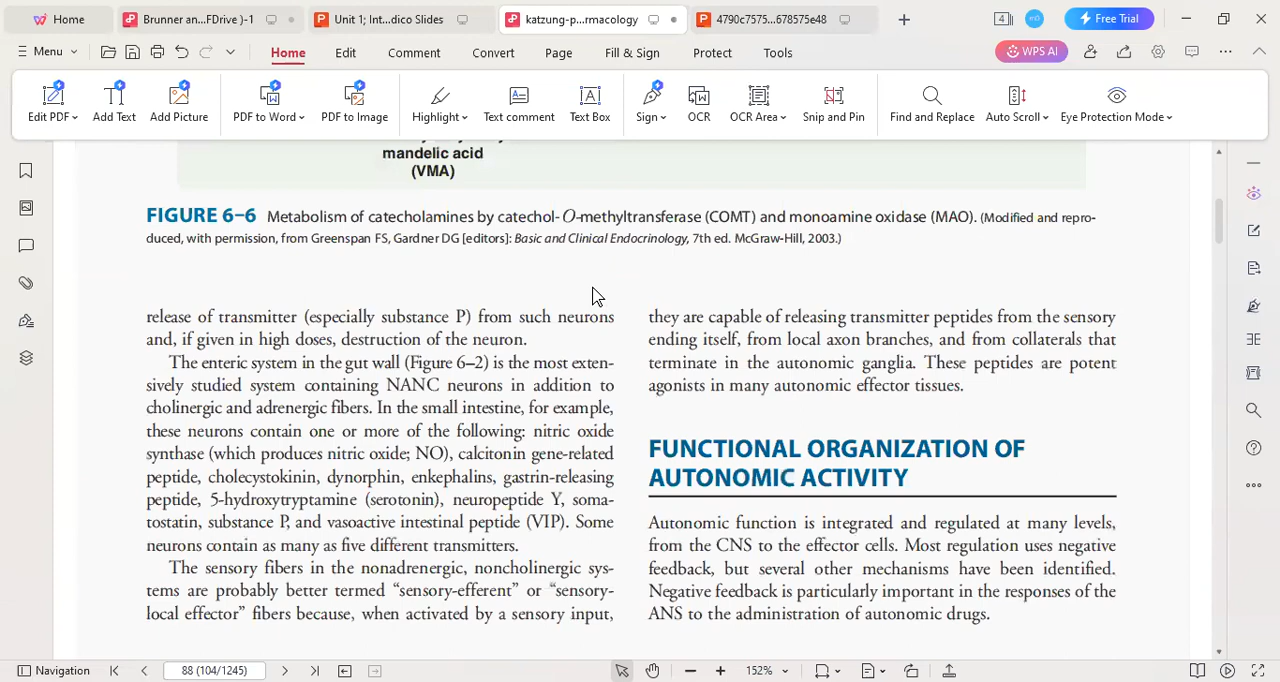 Home
Brunner an...FDrive )-1
Unit 1; Int...dico Slides
katzung-p...rmacology
4790c7575...678575e48
4
Free Trial
Menu
Home
Edit
Comment
Convert
Page
Fill & Sign
Protect
Tools
WPS AI
Edit PDF
Add Text
Add Picture
PDF to Word
PDF to Image
Highlight
Text comment
Text Box
Sign
OCR
OCR Area
Snip and Pin
Find and Replace
Auto Scroll
Eye Protection Mode
mandelic acid
(VMA)
FIGURE 6–6 Metabolism of catecholamines by catechol-O-methyltransferase (COMT) and monoamine oxidase (MAO). (Modified and repro-
duced, with permission, from Greenspan FS, Gardner DG [editors]: Basic and Clinical Endocrinology, 7th ed. McGraw-Hill, 2003.)
release of transmitter (especially substance P) from such neurons
and, if given in high doses, destruction of the neuron.
The enteric system in the gut wall (Figure 6–2) is the most exten-
sively studied system containing NANC neurons in addition to
cholinergic and adrenergic fibers. In the small intestine, for example,
these neurons contain one or more of the following: nitric oxide
synthase (which produces nitric oxide; NO), calcitonin gene-related
peptide, cholecystokinin, dynorphin, enkephalins, gastrin-releasing
peptide, 5-hydroxytryptamine (serotonin), neuropeptide Y, soma-
tostatin, substance P, and vasoactive intestinal peptide (VIP). Some
neurons contain as many as five different transmitters.
The sensory fibers in the nonadrenergic, noncholinergic sys-
tems are probably better termed “sensory-efferent” or “sensory-
local effector” fibers because, when activated by a sensory input,
they are capable of releasing transmitter peptides from the sensory
ending itself, from local axon branches, and from collaterals that
terminate in the autonomic ganglia. These peptides are potent
agonists in many autonomic effector tissues.
FUNCTIONAL ORGANIZATION OF
AUTONOMIC ACTIVITY
Autonomic function is integrated and regulated at many levels,
from the CNS to the effector cells. Most regulation uses negative
feedback, but several other mechanisms have been identified.
Negative feedback is particularly important in the responses of the
ANS to the administration of autonomic drugs.
Navigation
88 (104/1245)
152%